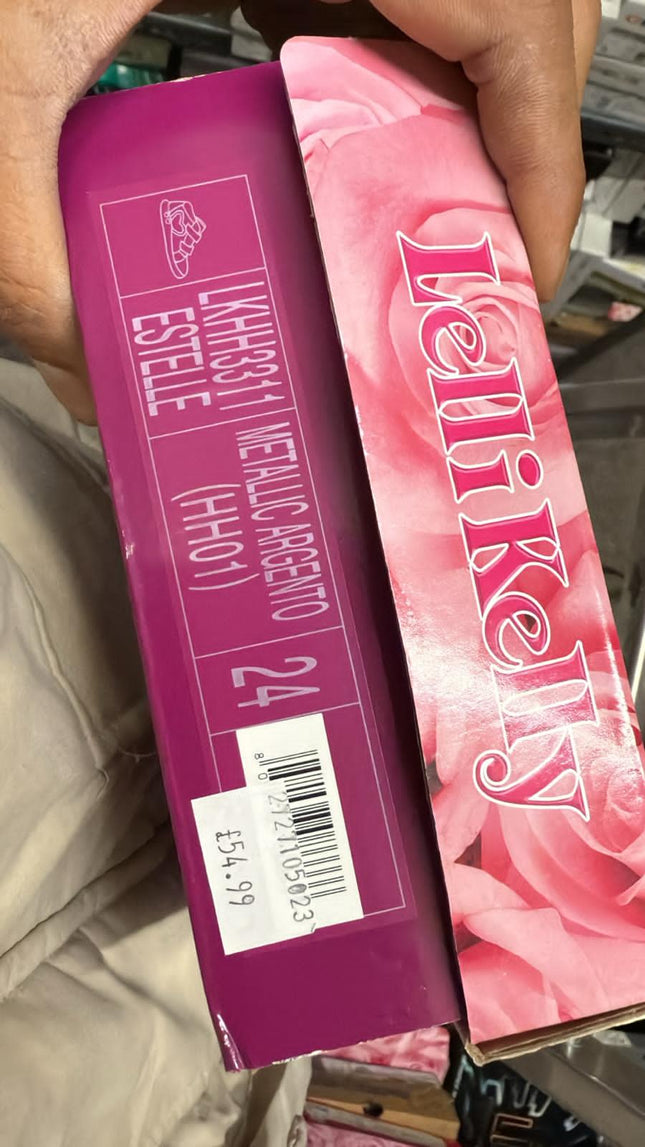 Lelli Kelly
LKHH3311
ESTELLE
METALLIC ARGENTO
(HH01)
24
£54.99